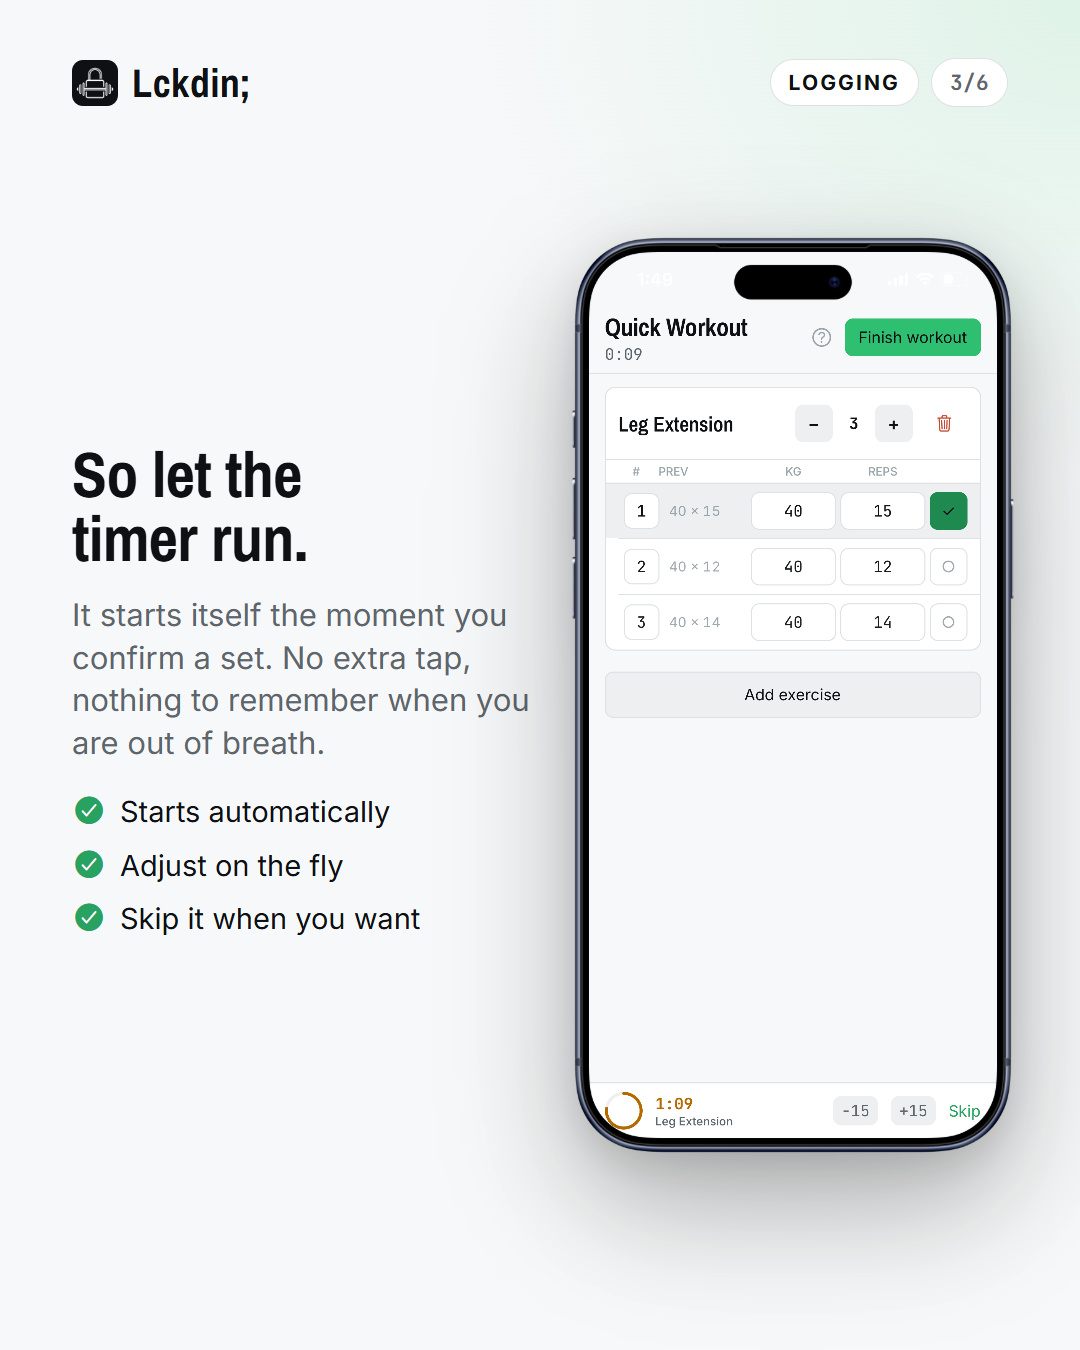 Lckdin;
LOGGING
3/6
So let the
timer run.
It starts itself the moment you
confirm a set. No extra tap,
nothing to remember when you
are out of breath.
Starts automatically
Adjust on the fly
Skip it when you want
1:49
Quick Workout
0:09
? Finish workout
Leg Extension − 3 +
# PREV KG REPS
1 40 × 15 40 15
2 40 × 12 40 12
3 40 × 14 40 14
Add exercise
1:09
Leg Extension
-15 +15 Skip